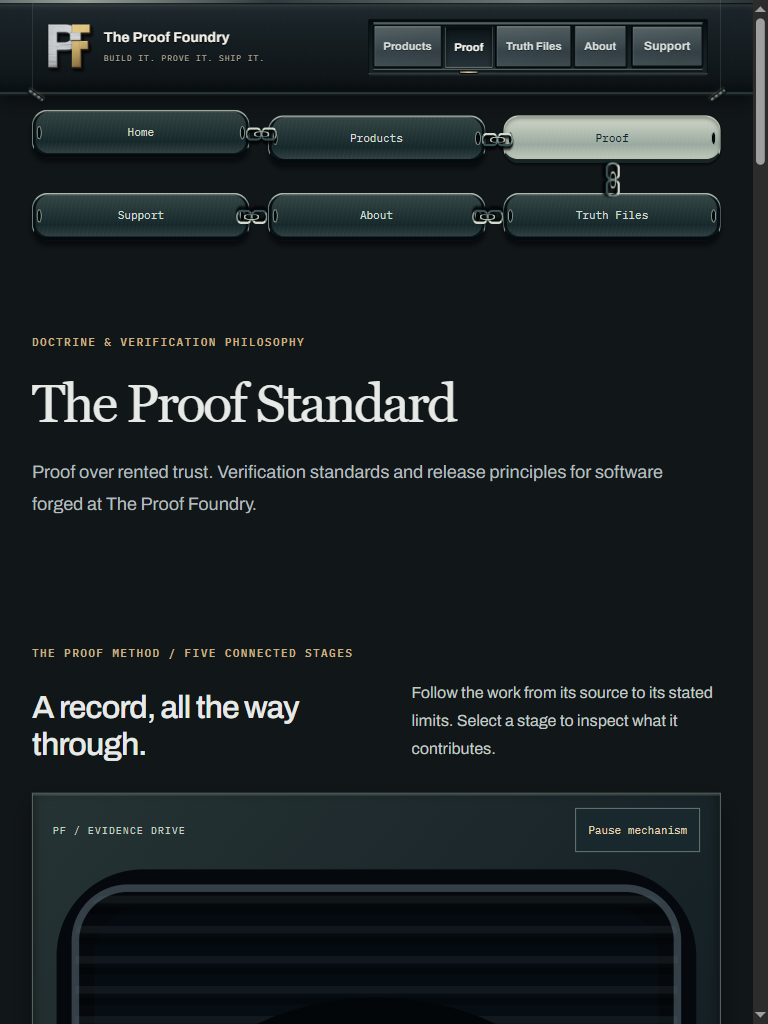 PF
The Proof Foundry
BUILD IT. PROVE IT. SHIP IT.
Products
Proof
Truth Files
About
Support
Home
Products
Proof
Support
About
Truth Files
DOCTRINE & VERIFICATION PHILOSOPHY
The Proof Standard
Proof over rented trust. Verification standards and release principles for software
forged at The Proof Foundry.
THE PROOF METHOD / FIVE CONNECTED STAGES
A record, all the way
through.
Follow the work from its source to its stated
limits. Select a stage to inspect what it
contributes.
PF / EVIDENCE DRIVE
Pause mechanism